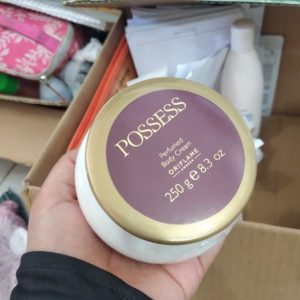 POSSESS
Perfumed
Body Cream
ORIFLAME
250 g e 8.3 oz